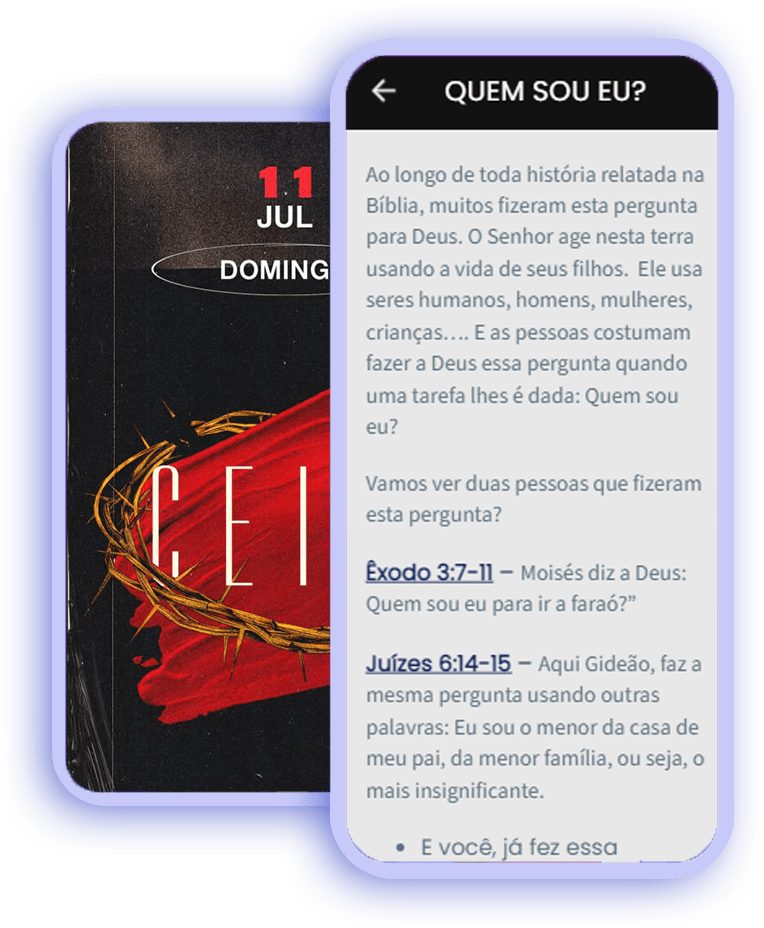 11
JUL
DOMING
CEI
QUEM SOU EU?
Ao longo de toda história relatada na
Bíblia, muitos fizeram esta pergunta
para Deus. O Senhor age nesta terra
usando a vida de seus filhos.  Ele usa
seres humanos, homens, mulheres,
crianças…. E as pessoas costumam
fazer a Deus essa pergunta quando
uma tarefa lhes é dada: Quem sou
eu?
Vamos ver duas pessoas que fizeram
esta pergunta?
Êxodo 3:7-11 – Moisés diz a Deus:
Quem sou eu para ir a faraó?”
Juízes 6:14-15 – Aqui Gideão, faz a
mesma pergunta usando outras
palavras: Eu sou o menor da casa de
meu pai, da menor família, ou seja, o
mais insignificante.
• E você, já fez essa